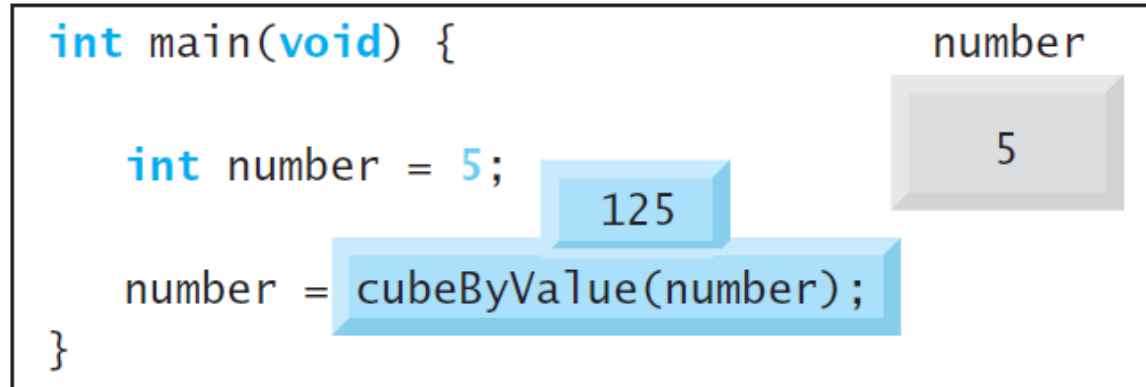 int main(void) {
number
int number = 5;
5
125
number = cubeByValue(number);
}